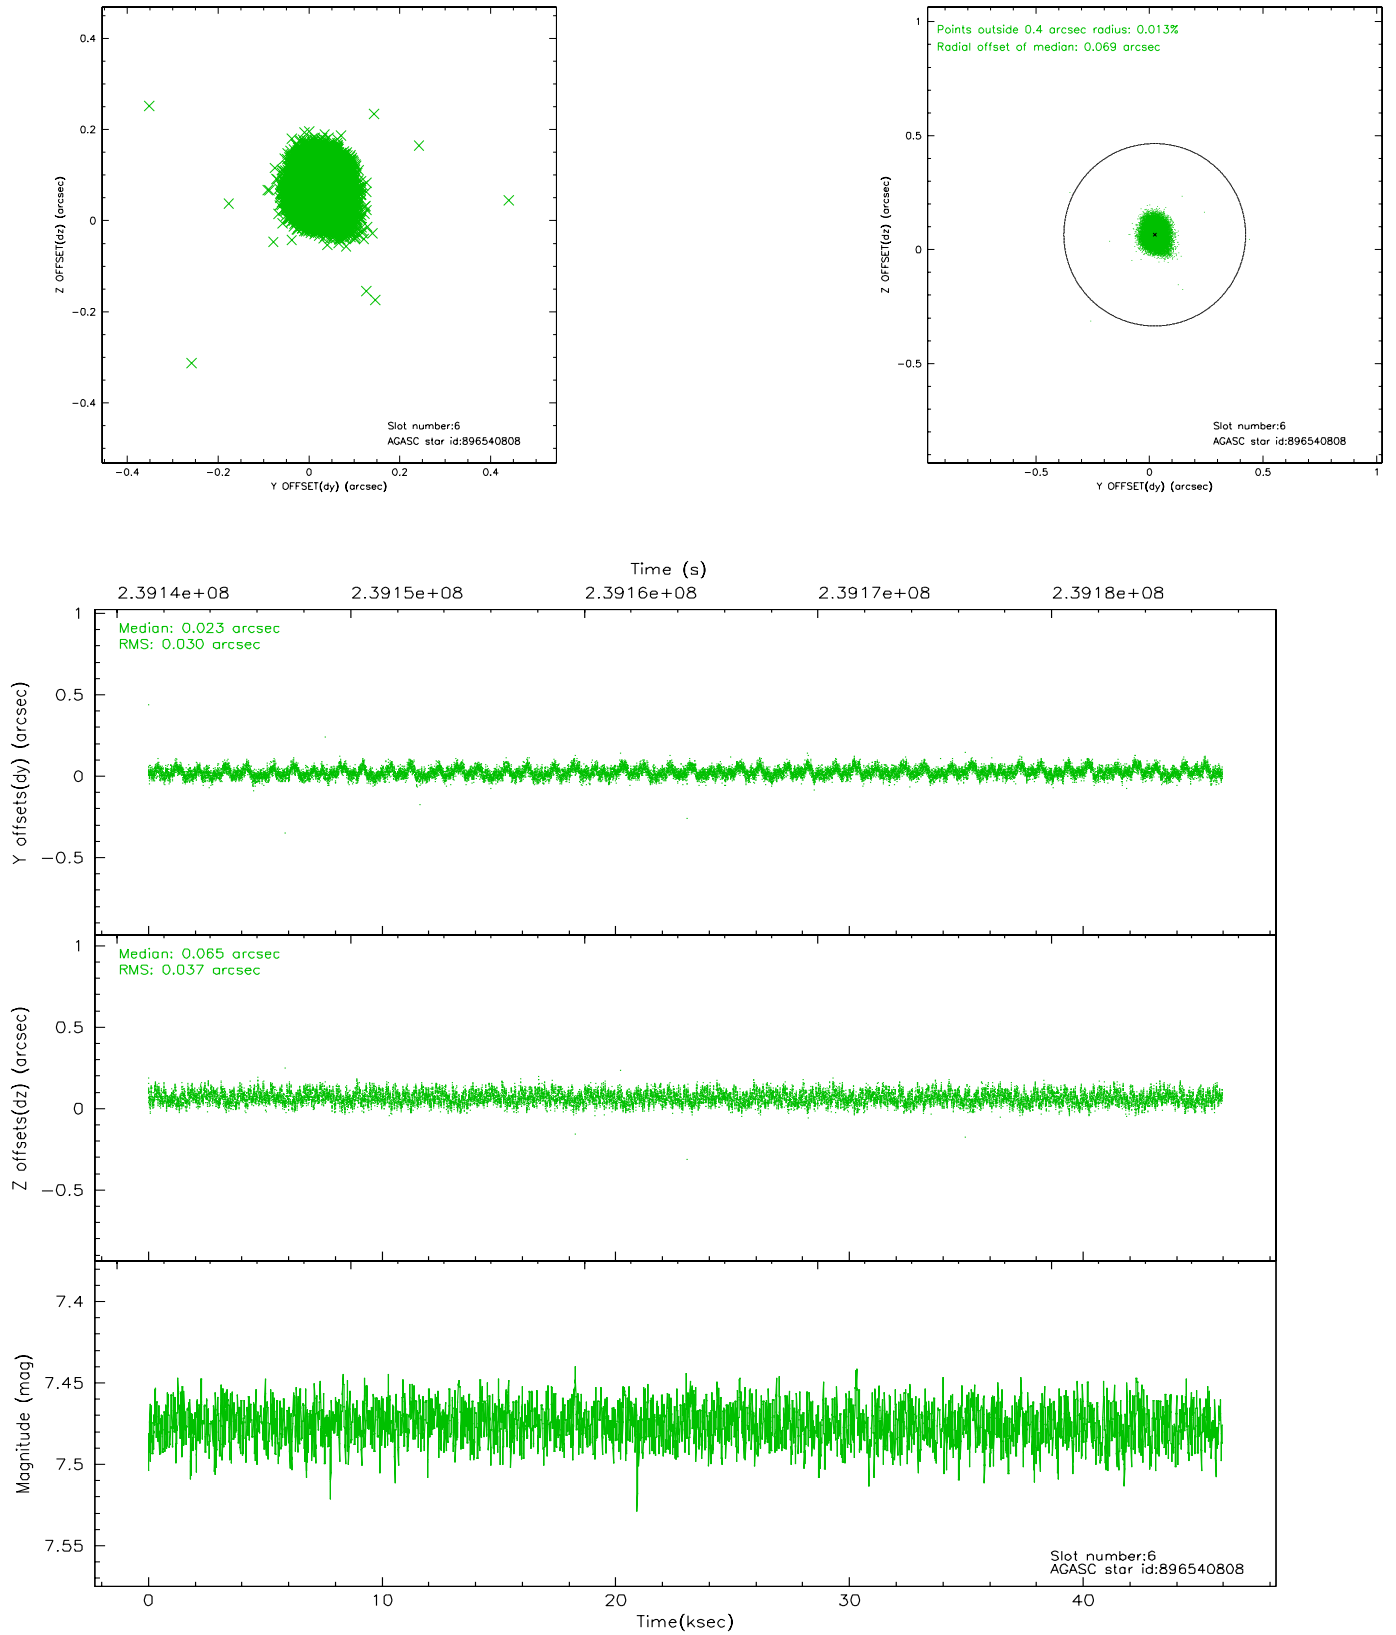 0.4
0.2
0
−0.2
−0.4
Z OFFSET(dz) (arcsec)
Slot number:6
AGASC star id:896540808
−0.4 −0.2 0 0.2 0.4
Y OFFSET(dy) (arcsec)
Points outside 0.4 arcsec radius: 0.013%
Radial offset of median: 0.069 arcsec
1
0.5
0
−0.5
Z OFFSET(dz) (arcsec)
Slot number:6
AGASC star id:896540808
−0.5 0 0.5 1
Y OFFSET(dy) (arcsec)
Time (s)
2.3914e+08 2.3915e+08 2.3916e+08 2.3917e+08 2.3918e+08
Median: 0.023 arcsec
RMS: 0.030 arcsec
1
0.5
0
−0.5
Y offsets(dy) (arcsec)
Median: 0.065 arcsec
RMS: 0.037 arcsec
1
0.5
0
−0.5
Z offsets(dz) (arcsec)
7.4
7.45
7.5
7.55
Magnitude (mag)
Slot number:6
AGASC star id:896540808
0 10 20 30 40
Time(ksec)